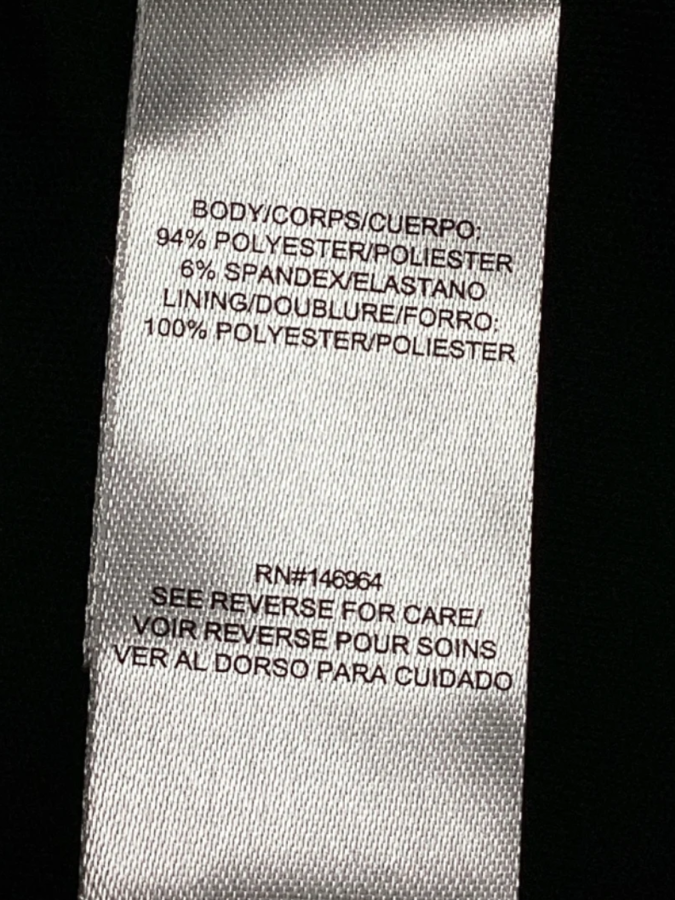 BODY/CORPS/CUERPO:
94% POLYESTER/POLIESTER
6% SPANDEX/ELASTANO
LINING/DOUBLURE/FORRO:
100% POLYESTER/POLIESTER
RN#146964
SEE REVERSE FOR CARE/
VOIR REVERSE POUR SOINS
VER AL DORSO PARA CUIDADO